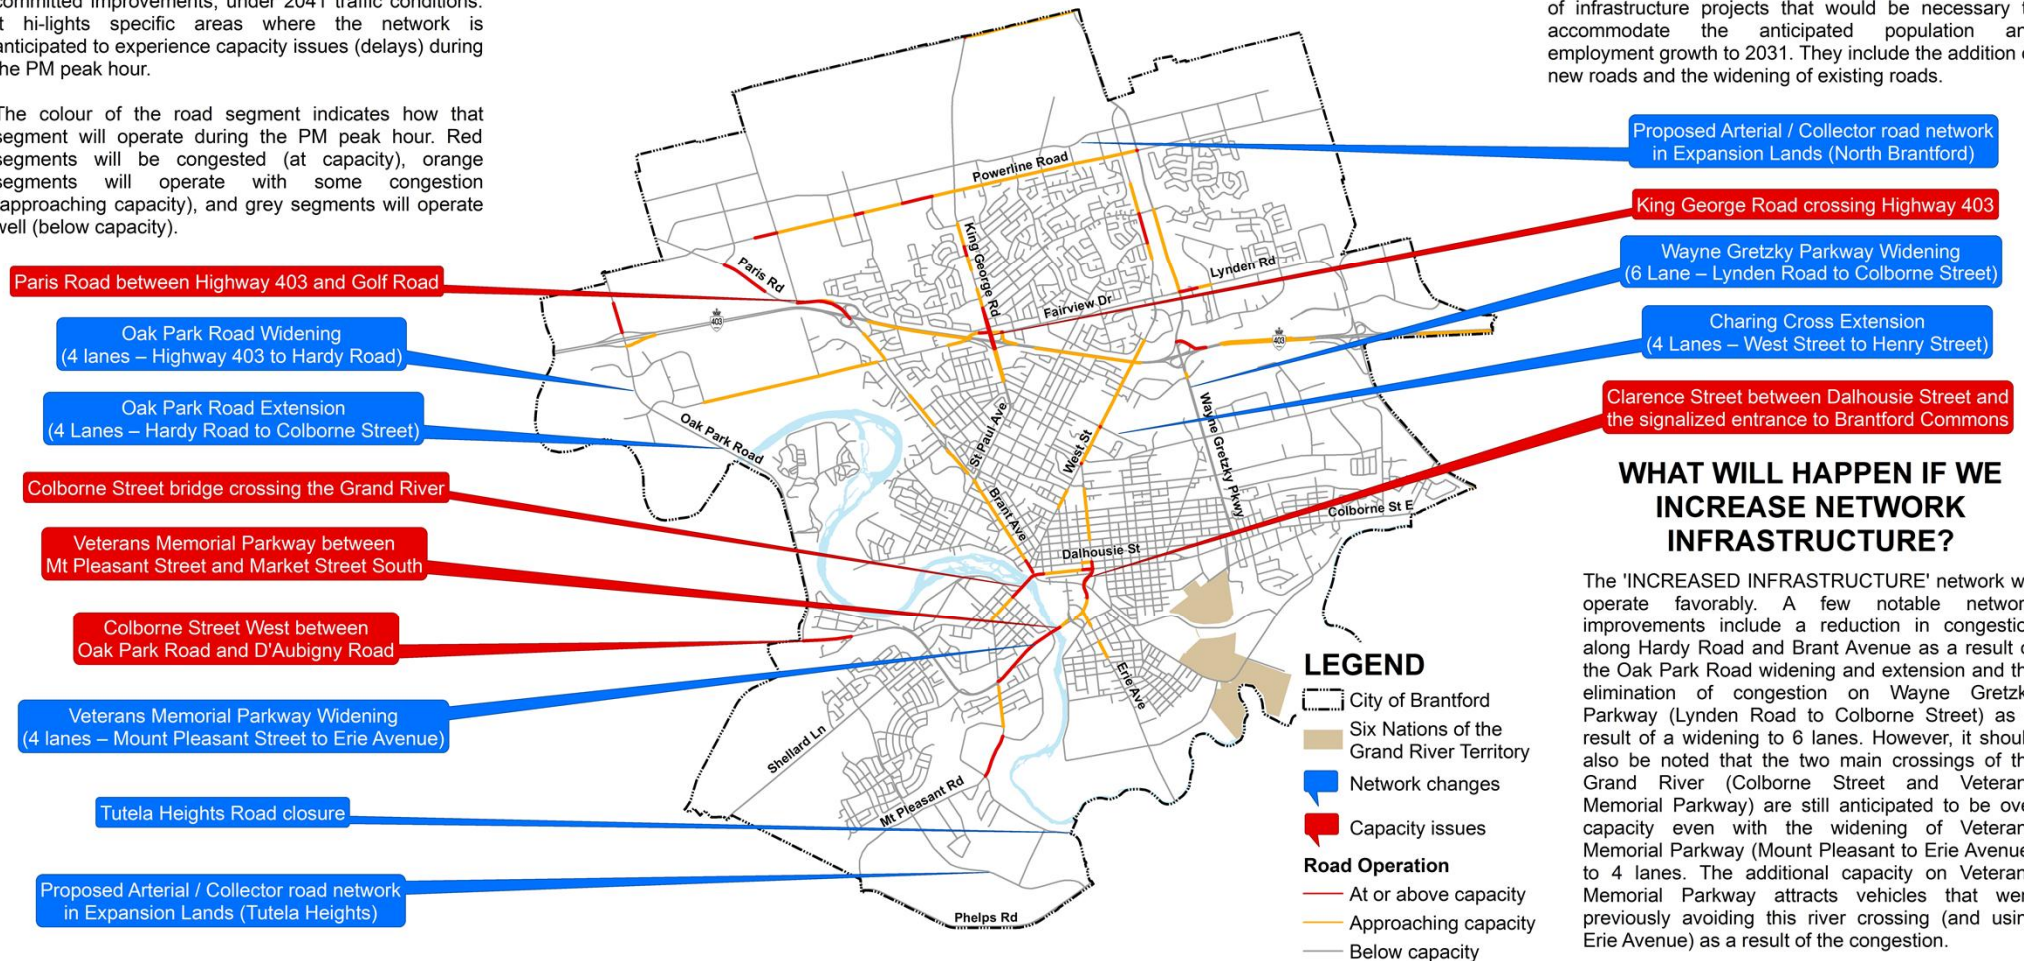 committed improvements, under 2041 traffic conditions.
t hi-lights specific areas where the network is
anticipated to experience capacity issues (delays) during
the PM peak hour.
The colour of the road segment indicates how that
segment will operate during the PM peak hour. Red
segments will be congested (at capacity), orange
segments will operate with some congestion
(approaching capacity), and grey segments will operate
well (below capacity).
Paris Road between Highway 403 and Golf Road
Oak Park Road Widening
(4 lanes – Highway 403 to Hardy Road)
Oak Park Road Extension
(4 Lanes – Hardy Road to Colborne Street)
Colborne Street bridge crossing the Grand River
Veterans Memorial Parkway between
Mt Pleasant Street and Market Street South
Colborne Street West between
Oak Park Road and D'Aubigny Road
Veterans Memorial Parkway Widening
(4 lanes – Mount Pleasant Street to Erie Avenue)
Tutela Heights Road closure
Proposed Arterial / Collector road network
in Expansion Lands (Tutela Heights)
Powerline Road
King George Rd
Paris Rd
Lynden Rd
Fairview Dr
403
403
Oak Park Road
St Paul Ave
West St
Wayne Gretzky Pkwy
Brant Ave
Colborne St E
Dalhousie St
Erie Ave
Shellard Ln
Mt Pleasant Rd
Phelps Rd
LEGEND
City of Brantford
Six Nations of the
Grand River Territory
Network changes
Capacity issues
Road Operation
At or above capacity
Approaching capacity
Below capacity
of infrastructure projects that would be necessary t
accommodate the anticipated population an
employment growth to 2031. They include the addition o
new roads and the widening of existing roads.
Proposed Arterial / Collector road network
in Expansion Lands (North Brantford)
King George Road crossing Highway 403
Wayne Gretzky Parkway Widening
(6 Lane – Lynden Road to Colborne Street)
Charing Cross Extension
(4 Lanes – West Street to Henry Street)
Clarence Street between Dalhousie Street and
the signalized entrance to Brantford Commons
WHAT WILL HAPPEN IF WE
INCREASE NETWORK
INFRASTRUCTURE?
The 'INCREASED INFRASTRUCTURE' network w
operate favorably. A few notable networ
improvements include a reduction in congestio
along Hardy Road and Brant Avenue as a result o
the Oak Park Road widening and extension and th
elimination of congestion on Wayne Gretzk
Parkway (Lynden Road to Colborne Street) as
result of a widening to 6 lanes. However, it shoul
also be noted that the two main crossings of th
Grand River (Colborne Street and Veteran
Memorial Parkway) are still anticipated to be ove
capacity even with the widening of Veteran
Memorial Parkway (Mount Pleasant to Erie Avenue
to 4 lanes. The additional capacity on Veteran
Memorial Parkway attracts vehicles that wer
previously avoiding this river crossing (and usin
Erie Avenue) as a result of the congestion.